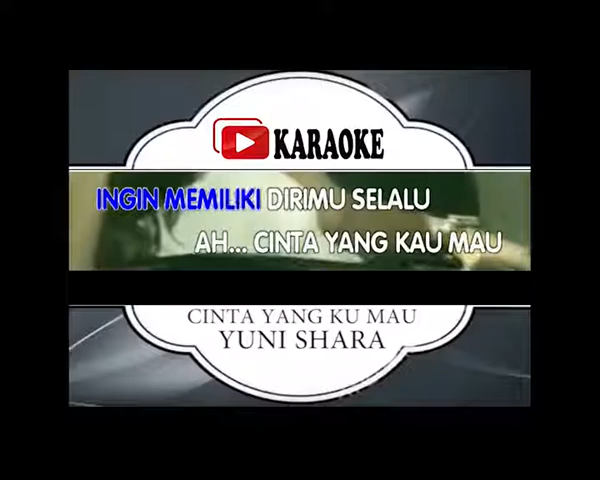 KARAOKE
INGIN MEMILIKI DIRIMU SELALU
AH... CINTA YANG KAU MAU
CINTA YANG KU MAU
YUNI SHARA